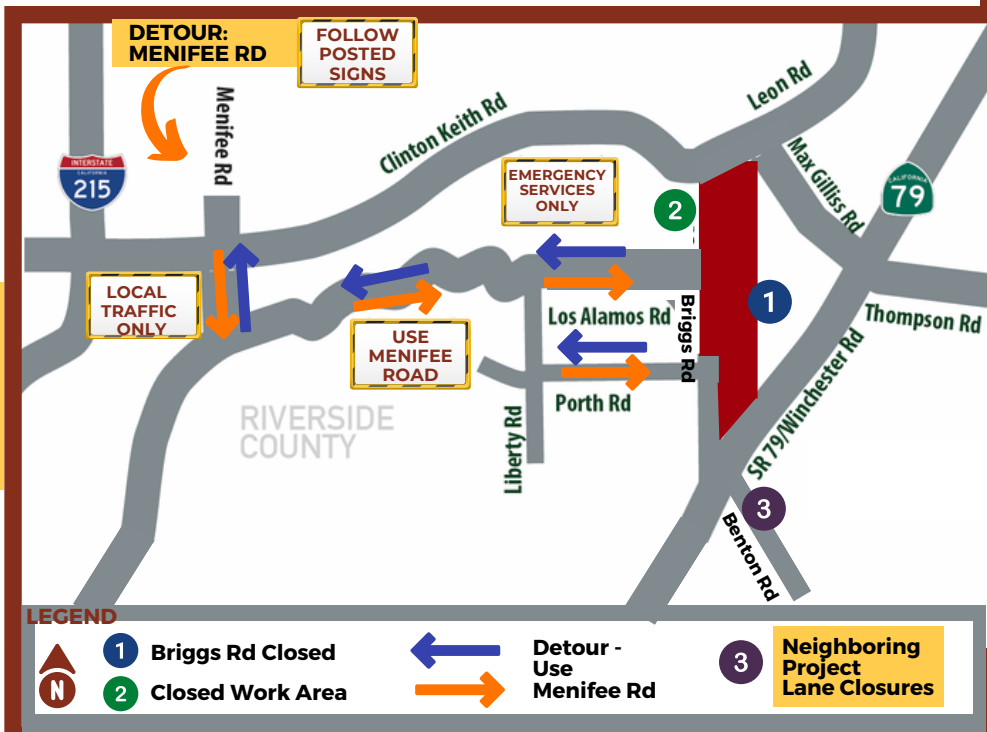 DETOUR:
MENIFEE RD
FOLLOW
POSTED
SIGNS
Menifee Rd
Clinton Keith Rd
Leon Rd
Max Gilliss Rd
INTERSTATE
CALIFORNIA
215
CALIFORNIA
79
EMERGENCY
SERVICES
ONLY
2
1
LOCAL
TRAFFIC
ONLY
USE
MENIFEE
ROAD
Los Alamos Rd
Briggs Rd
Thompson Rd
Porth Rd
Liberty Rd
SR 79/Winchester Rd
RIVERSIDE
COUNTY
3
Benton Rd
LEGEND
N
1 Briggs Rd Closed
2 Closed Work Area
Detour -
Use
Menifee Rd
3
Neighboring
Project
Lane Closures